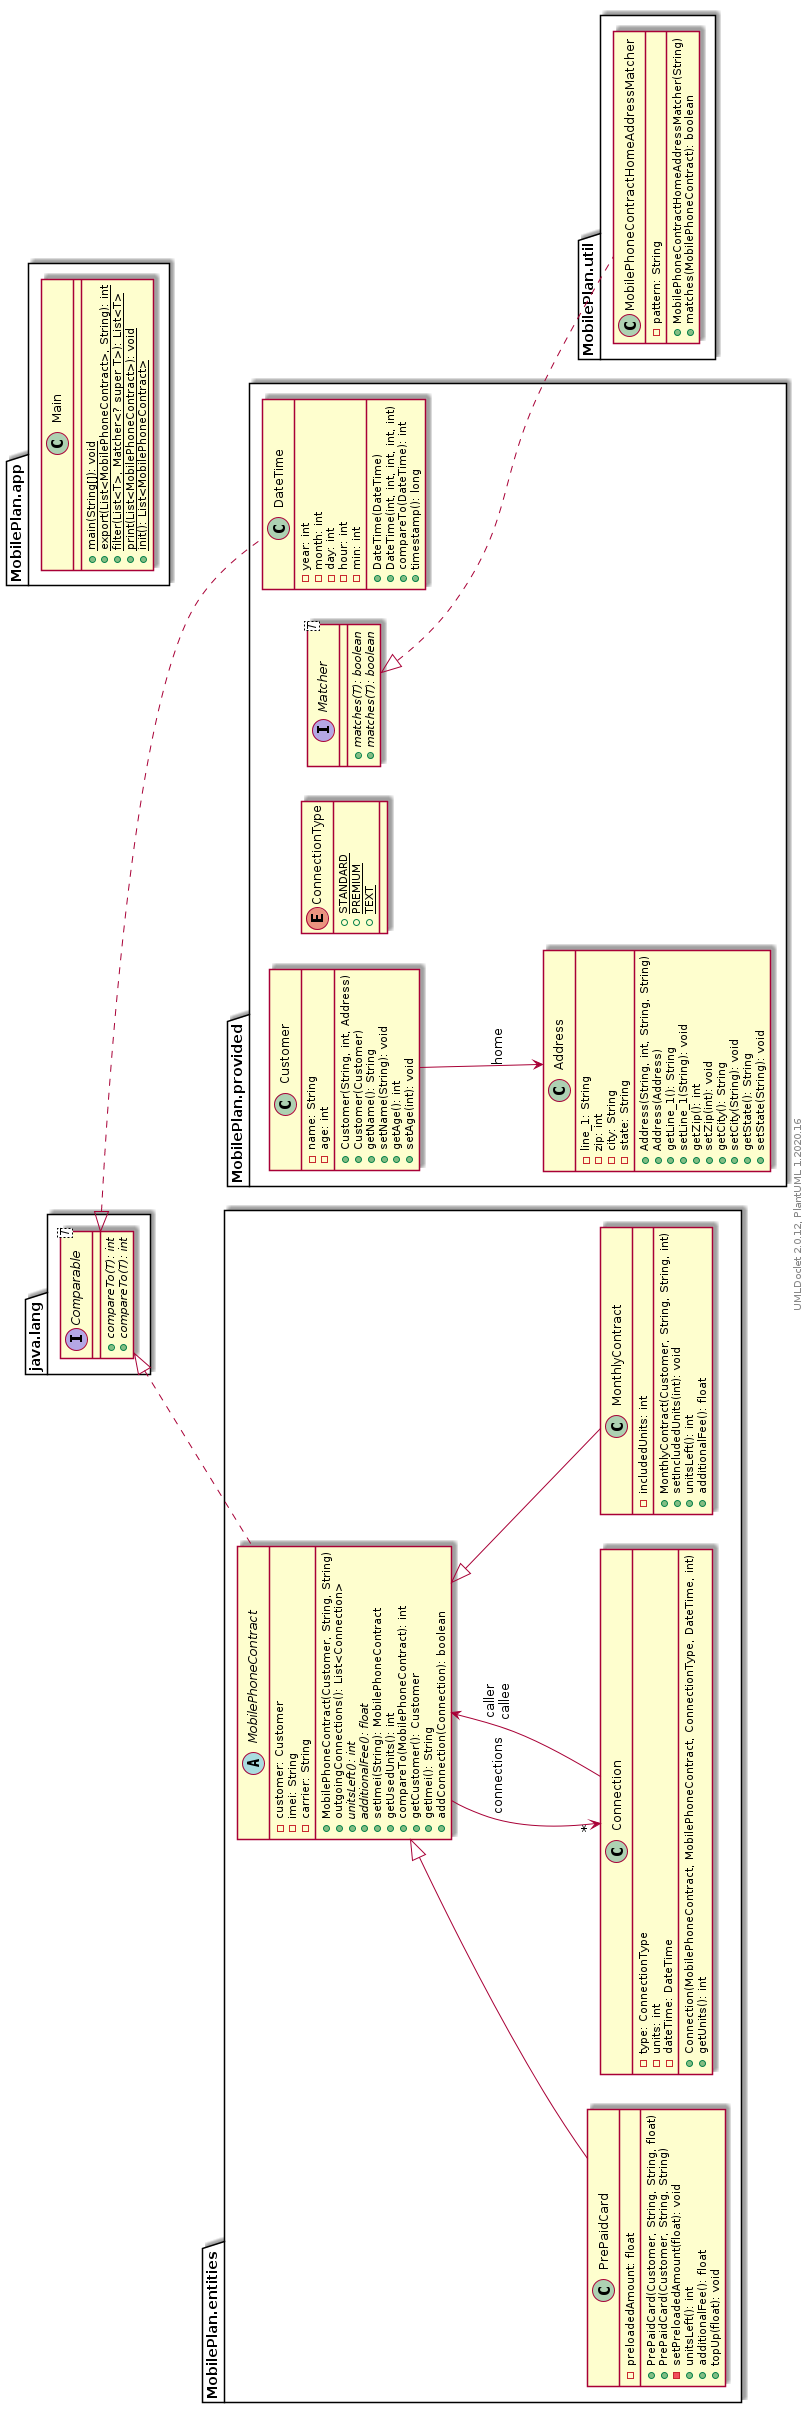 MobilePlan.app
C Main
main(String[]): void
export(List<MobilePhoneContract>, String): int
filter(List<T>, Matcher<? super T>): List<T>
print(List<MobilePhoneContract>): void
init(): List<MobilePhoneContract>
MobilePlan.util
C MobilePhoneContractHomeAddressMatcher
pattern: String
MobilePhoneContractHomeAddressMatcher(String)
matches(MobilePhoneContract): boolean
MobilePlan.provided
C DateTime
year: int
month: int
day: int
hour: int
min: int
DateTime(DateTime)
DateTime(int, int, int, int, int)
compareTo(DateTime): int
timestamp(): long
I Matcher
T
matches(T): boolean
matches(T): boolean
E ConnectionType
STANDARD
PREMIUM
TEXT
C Customer
name: String
age: int
Customer(String, int, Address)
Customer(Customer)
getName(): String
setName(String): void
getAge(): int
setAge(int): void
home
C Address
line_1: String
zip: int
city: String
state: String
Address(String, int, String, String)
Address(Address)
getLine_1(): String
setLine_1(String): void
getZip(): int
setZip(int): void
getCity(): String
setCity(String): void
getState(): String
setState(String): void
java.lang
I Comparable
T
compareTo(T): int
compareTo(T): int
MobilePlan.entities
A MobilePhoneContract
customer: Customer
imei: String
carrier: String
MobilePhoneContract(Customer, String, String)
outgoingConnections(): List<Connection>
unitsLeft(): int
additionalFee(): float
setImei(String): MobilePhoneContract
getUsedUnits(): int
compareTo(MobilePhoneContract): int
getCustomer(): Customer
getImei(): String
addConnection(Connection): boolean
caller
callee
connections
*
C MonthlyContract
includedUnits: int
MonthlyContract(Customer, String, String, int)
setIncludedUnits(int): void
unitsLeft(): int
additionalFee(): float
C Connection
type: ConnectionType
units: int
dateTime: DateTime
Connection(MobilePhoneContract, MobilePhoneContract, ConnectionType, DateTime, int)
getUnits(): int
C PrePaidCard
preloadedAmount: float
PrePaidCard(Customer, String, String, float)
PrePaidCard(Customer, String, String)
setPreloadedAmount(float): void
unitsLeft(): int
additionalFee(): float
topUp(float): void
UMLDoclet 2.0.12, PlantUML 1.2020.16